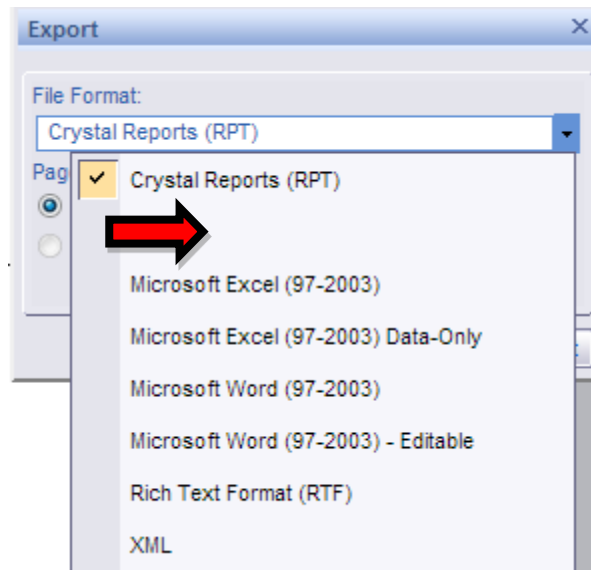 Export
File Format:
Crystal Reports (RPT)
Pag
Crystal Reports (RPT)
Microsoft Excel (97-2003)
Microsoft Excel (97-2003) Data-Only
Microsoft Word (97-2003)
Microsoft Word (97-2003) - Editable
Rich Text Format (RTF)
XML